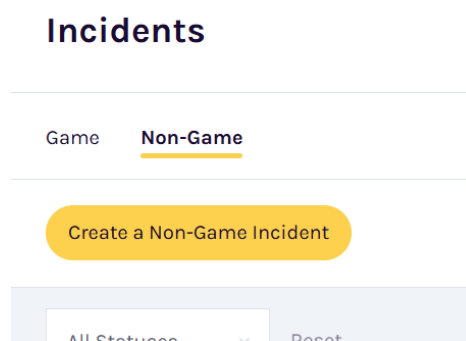 Incidents
Game Non-Game
Create a Non-Game Incident
All Statuses Reset